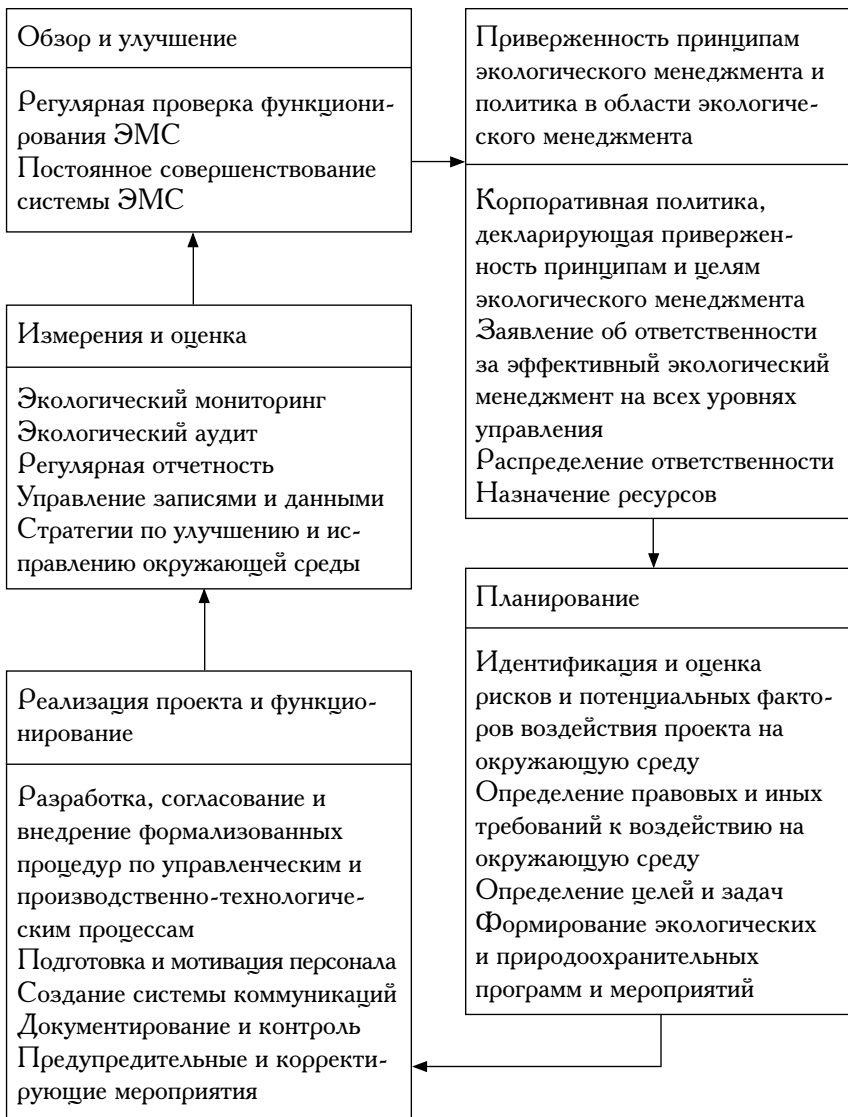 Обзор и улучшение
Регулярная проверка функциони-
рования ЭМС
Постоянное совершенствование
системы ЭМС
Приверженность принципам
экологического менеджмента и
политика в области экологиче-
ского менеджмента
Корпоративная политика,
декларирующая привержен-
ность принципам и целям
экологического менеджмента
Заявление об ответственности
за эффективный экологический
менеджмент на всех уровнях
управления
Распределение ответственности
Назначение ресурсов
Измерения и оценка
Экологический мониторинг
Экологический аудит
Регулярная отчетность
Управление записями и данными
Стратегии по улучшению и ис-
правлению окружающей среды
Планирование
Идентификация и оценка
рисков и потенциальных факто-
ров воздействия проекта на
окружающую среду
Определение правовых и иных
требований к воздействию на
окружающую среду
Определение целей и задач
Формирование экологических
и природоохранительных
программ и мероприятий
Реализация проекта и функцио-
нирование
Разработка, согласование и
внедрение формализованных
процедур по управленческим и
производственно-технологиче-
ским процессам
Подготовка и мотивация персонала
Создание системы коммуникаций
Документирование и контроль
Предупредительные и корректи-
рующие мероприятия